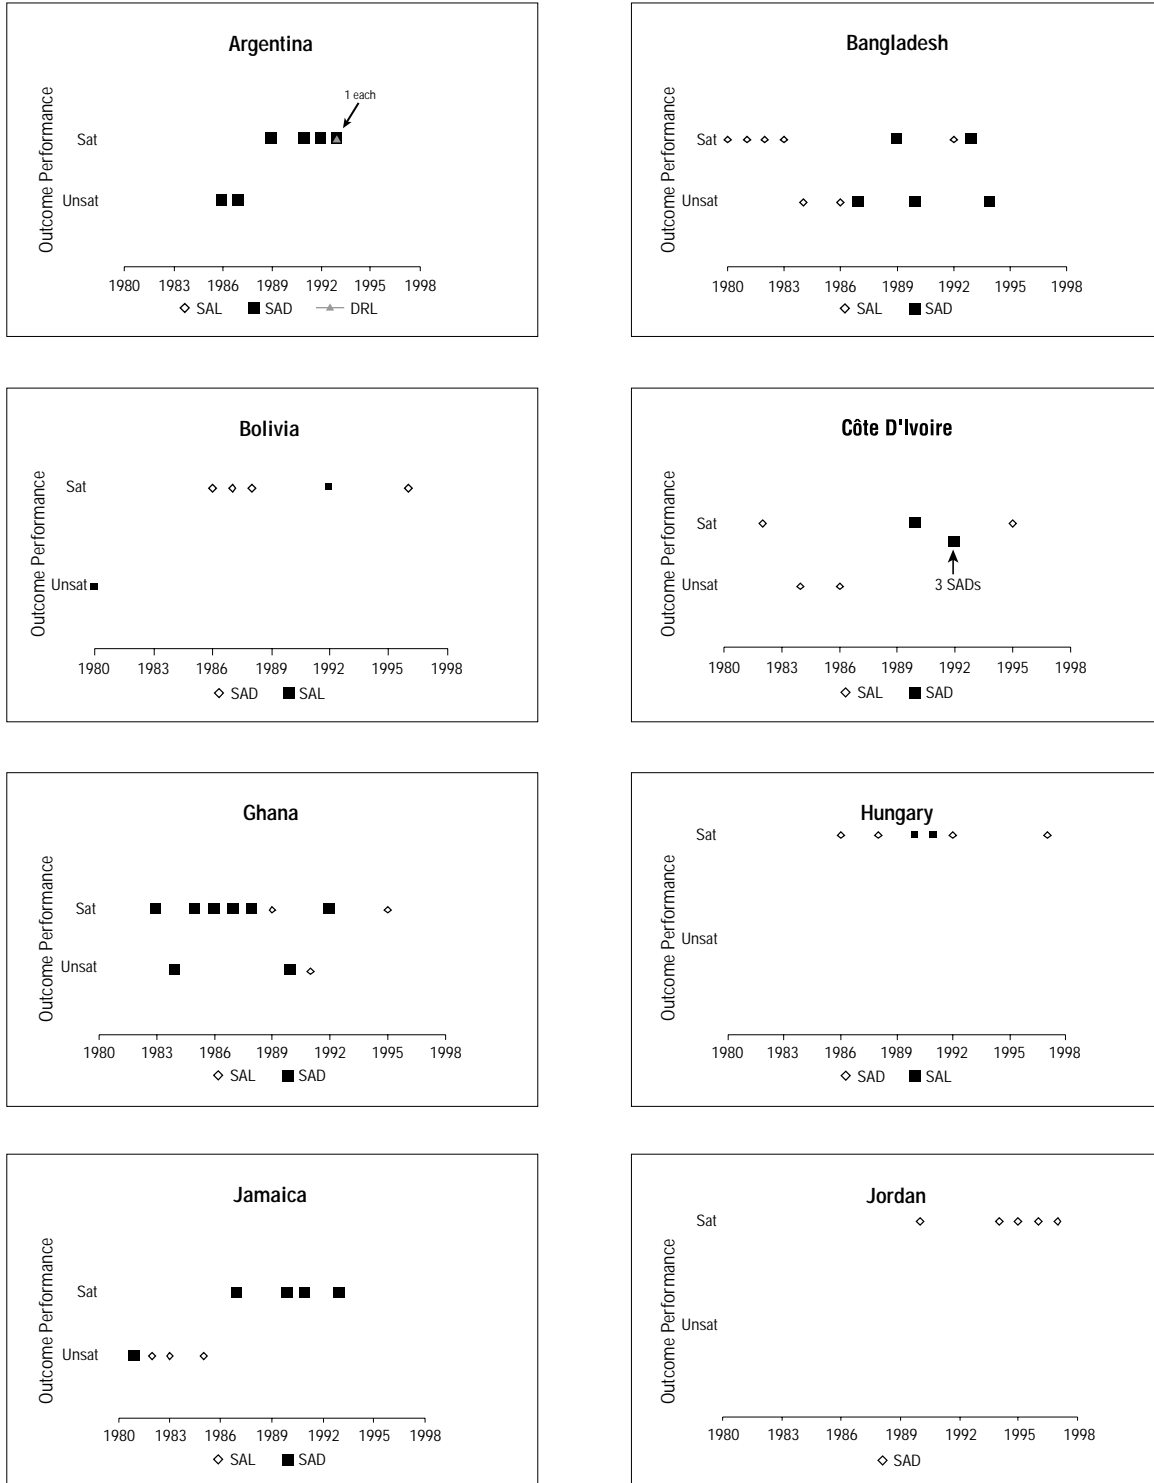 Argentina
1 each
Sat
Unsat
Outcome Performance
1980 1983 1986 1989 1992 1995 1998
SAL SAD DRL
Bangladesh
Sat
Unsat
Outcome Performance
1980 1983 1986 1989 1992 1995 1998
SAL SAD
Bolivia
Sat
Unsat
Outcome Performance
1980 1983 1986 1989 1992 1995 1998
SAD SAL
Côte D'Ivoire
Sat
Unsat
3 SADs
Outcome Performance
1980 1983 1986 1989 1992 1995 1998
SAL SAD
Ghana
Sat
Unsat
Outcome Performance
1980 1983 1986 1989 1992 1995 1998
SAL SAD
Hungary
Sat
Unsat
Outcome Performance
1980 1983 1986 1989 1992 1995 1998
SAD SAL
Jamaica
Sat
Unsat
Outcome Performance
1980 1983 1986 1989 1992 1995 1998
SAL SAD
Jordan
Sat
Unsat
Outcome Performance
1980 1983 1986 1989 1992 1995 1998
SAD